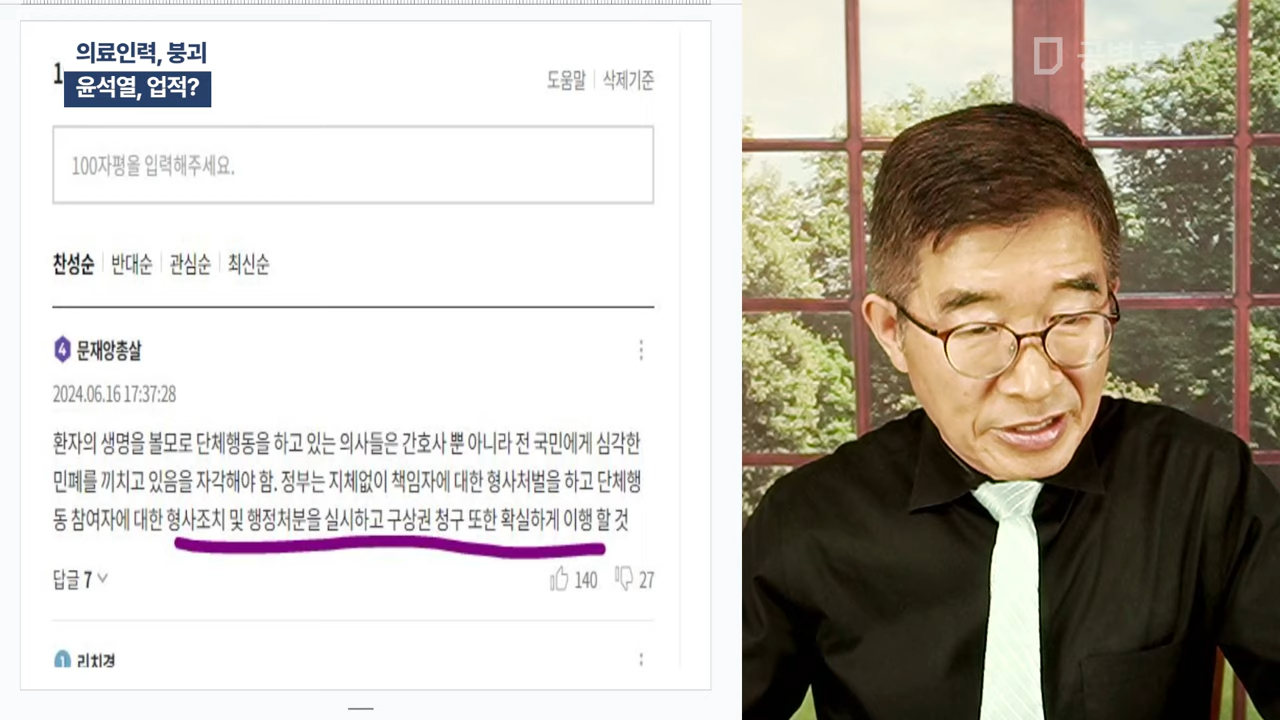 의료인력, 붕괴
윤석열, 업적?
1
도움말 | 삭제기준
100자평을 입력해주세요.
찬성순 | 반대순 | 관심순 | 최신순
4 문재앙총살
2024.06.16 17:37:28
환자의 생명을 볼모로 단체행동을 하고 있는 의사들은 간호사 뿐 아니라 전 국민에게 심각한
민폐를 끼치고 있음을 자각해야 함. 정부는 지체없이 책임자에 대한 형사처벌을 하고 단체행
동 참여자에 대한 형사조치 및 행정처분을 실시하고 구상권 청구 또한 확실하게 이행 할 것
답글 7
140 27
1 리치경
공병호TV